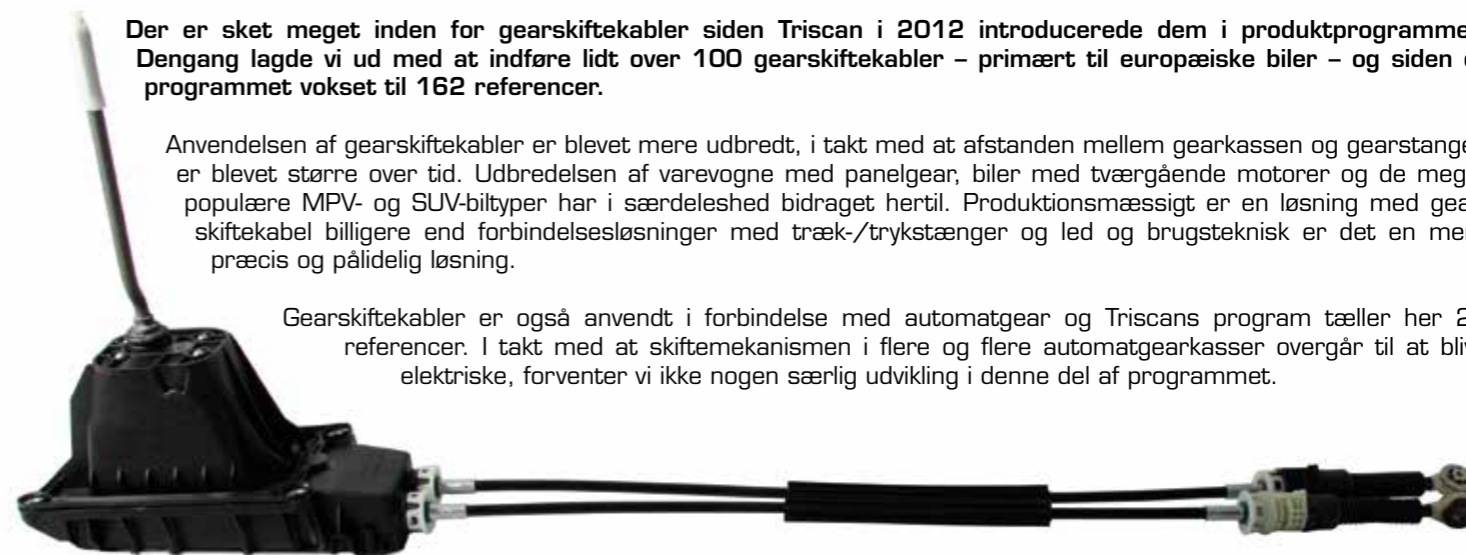 Der er sket meget inden for gearskiftekabler siden Triscan i 2012 introducerede dem i produktprogramme
Dengang lagde vi ud med at indføre lidt over 100 gearskiftekabler – primært til europæiske biler – og siden
programmet vokset til 162 referencer.
Anvendelsen af gearskiftekabler er blevet mere udbredt, i takt med at afstanden mellem gearkassen og gearstange
er blevet større over tid. Udbredelsen af varevogne med panelgear, biler med tværgående motorer og de meg
populære MPV- og SUV-biltyper har i særdeleshed bidraget hertil. Produktionsmæssigt er en løsning med gear
skiftekabel billigere end forbindelsesløsninger med træk-/trykstænger og led og brugsteknisk er det en mer
præcis og pålidelig løsning.
Gearskiftekabler er også anvendt i forbindelse med automatgear og Triscans program tæller her 2
referencer. I takt med at skiftemekanismen i flere og flere automatgearkasser overgår til at bliv
elektriske, forventer vi ikke nogen særlig udvikling i denne del af programmet.